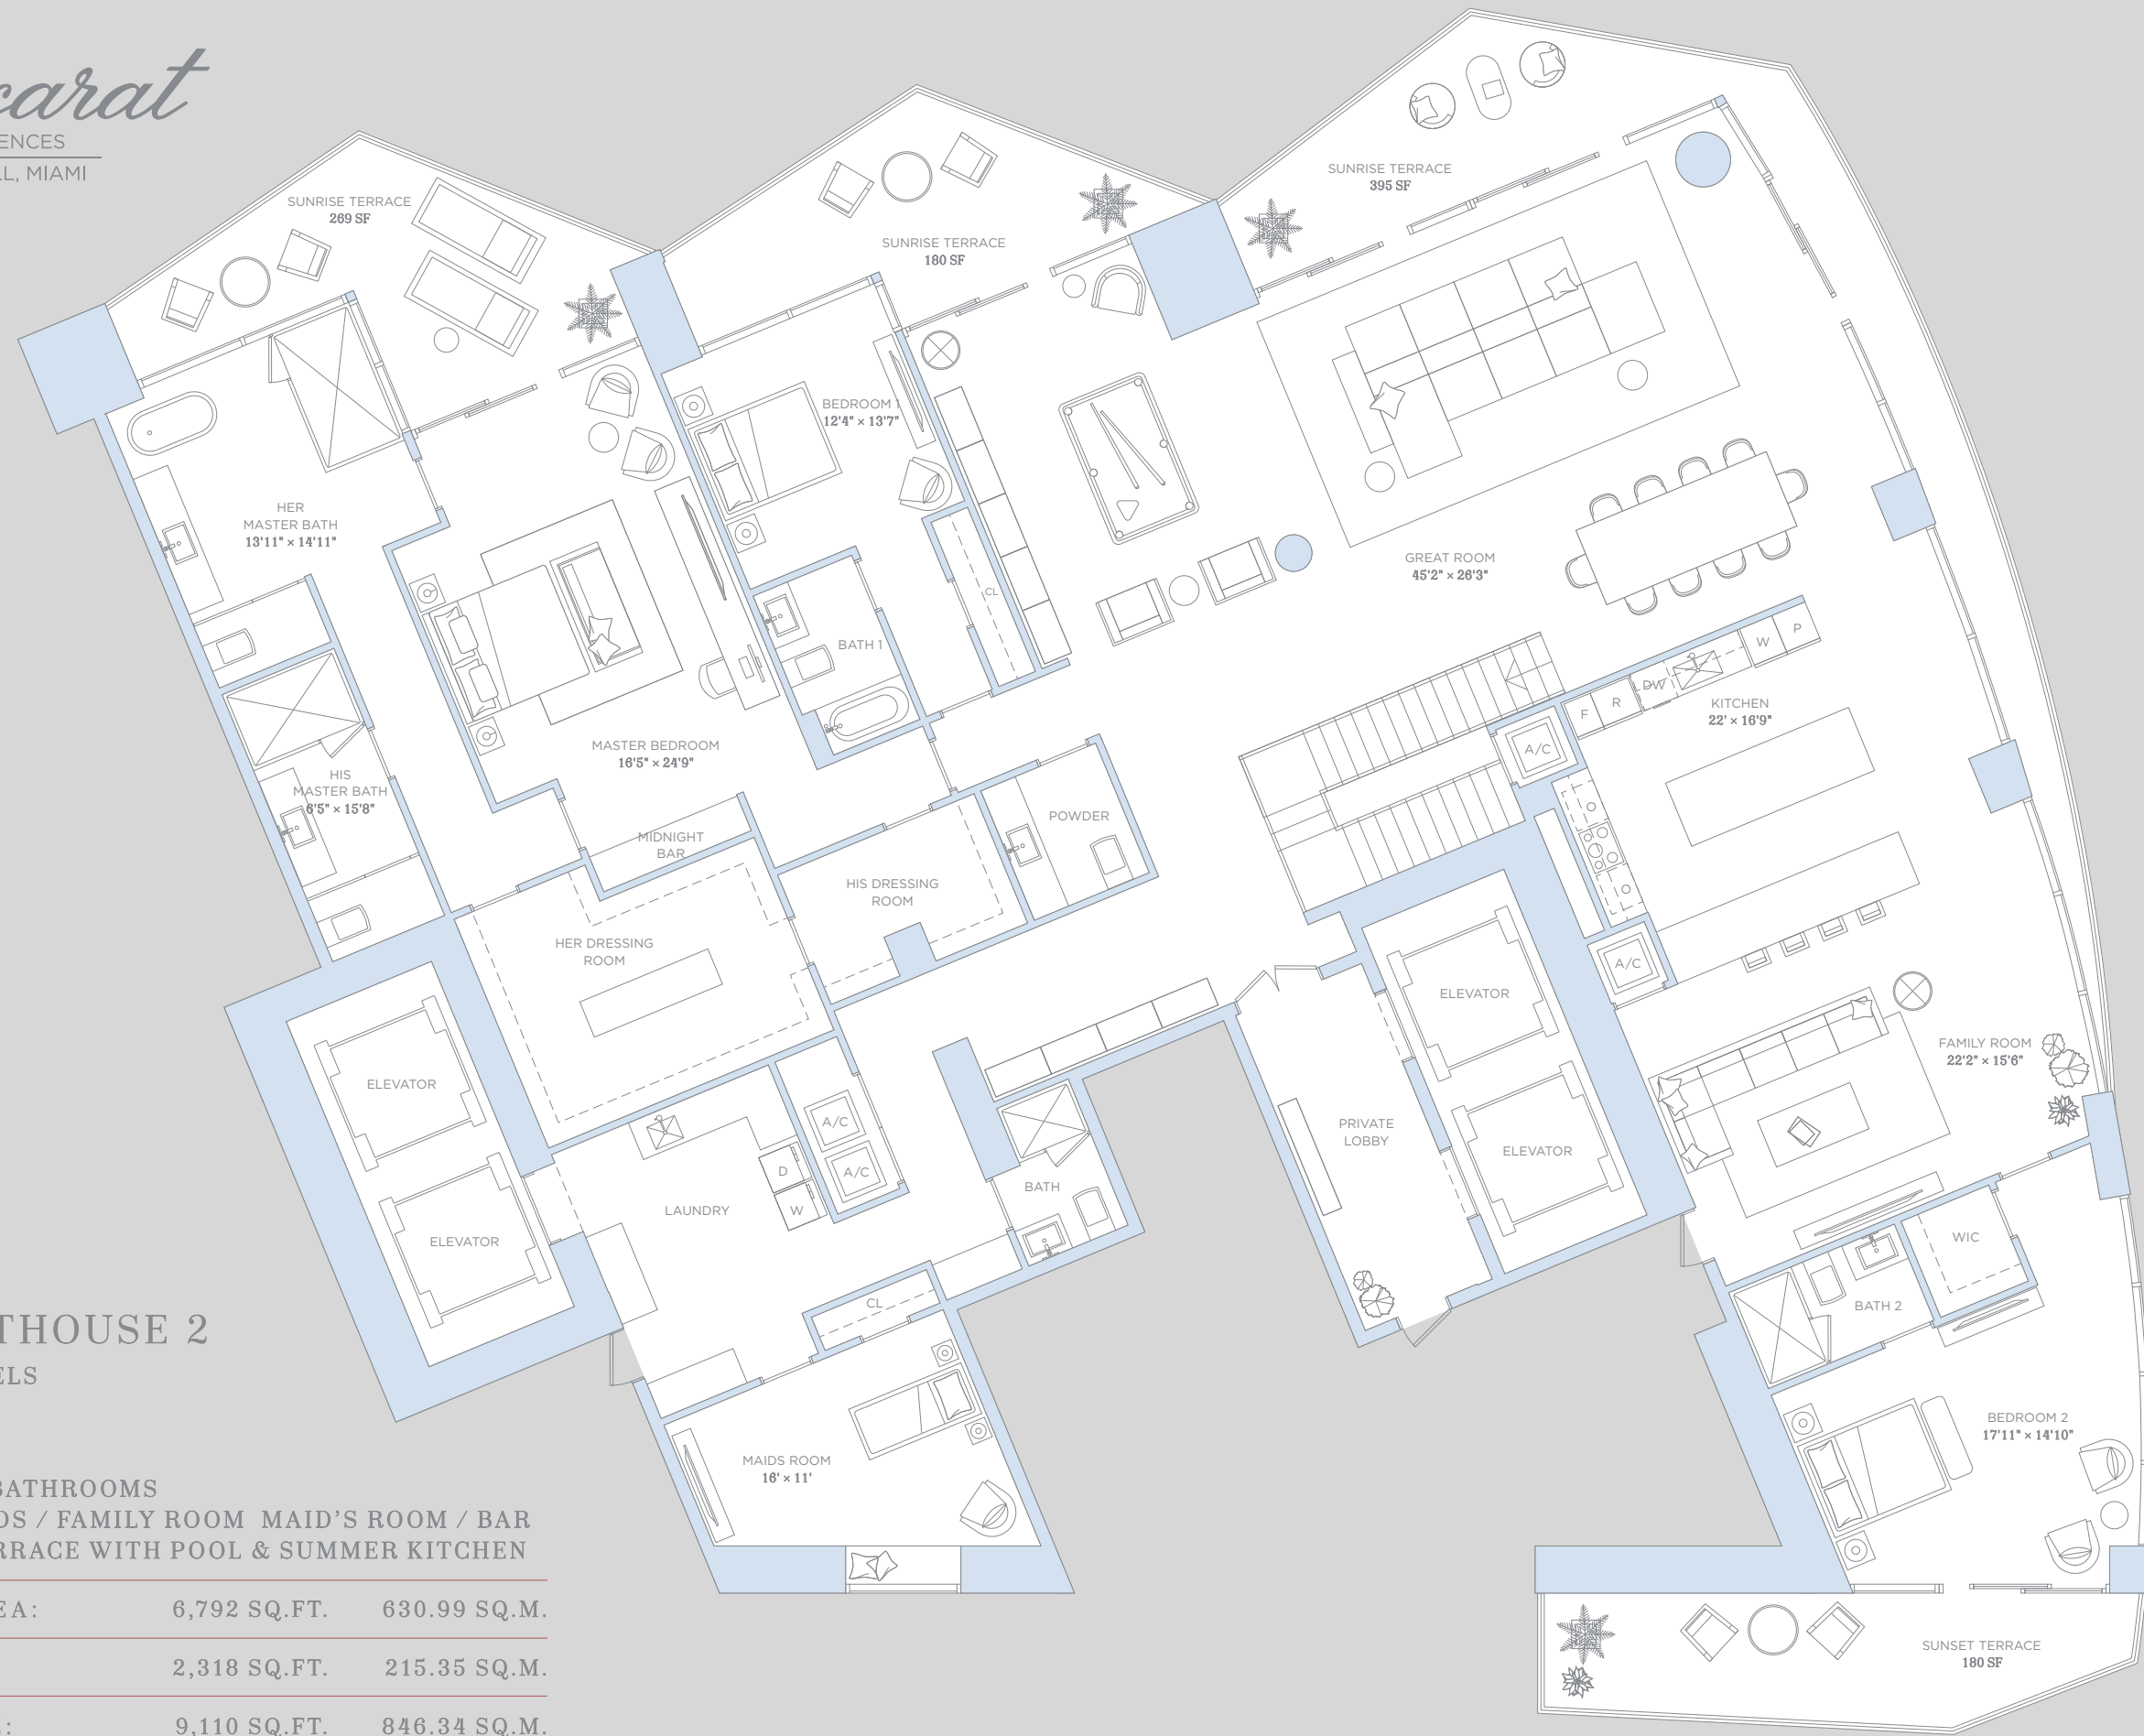 carat
ENCES
LL, MIAMI
SUNRISE TERRACE
269 SF
SUNRISE TERRACE
180 SF
SUNRISE TERRACE
395 SF
BEDROOM 1
12'4" × 13'7"
HER
MASTER BATH
13'11" × 14'11"
GREAT ROOM
45'2" × 26'3"
CL
BATH 1
W
P
DW
R
F
KITCHEN
22' × 16'9"
A/C
MASTER BEDROOM
16'5" × 24'9"
HIS
MASTER BATH
6'5" × 15'8"
MIDNIGHT
BAR
POWDER
HIS DRESSING
ROOM
HER DRESSING
ROOM
A/C
ELEVATOR
FAMILY ROOM
22'2" × 15'6"
ELEVATOR
A/C
A/C
PRIVATE
LOBBY
ELEVATOR
D
W
LAUNDRY
BATH
ELEVATOR
WIC
CL
BATH 2
THOUSE 2
ELS
BEDROOM 2
17'11" × 14'10"
MAIDS ROOM
16' × 11'
BATHROOMS
DS / FAMILY ROOM MAID'S ROOM / BAR
RRACE WITH POOL & SUMMER KITCHEN
EA: 6,792 SQ.FT. 630.99 SQ.M.
2,318 SQ.FT. 215.35 SQ.M.
: 9,110 SQ.FT. 846.34 SQ.M.
SUNSET TERRACE
180 SF